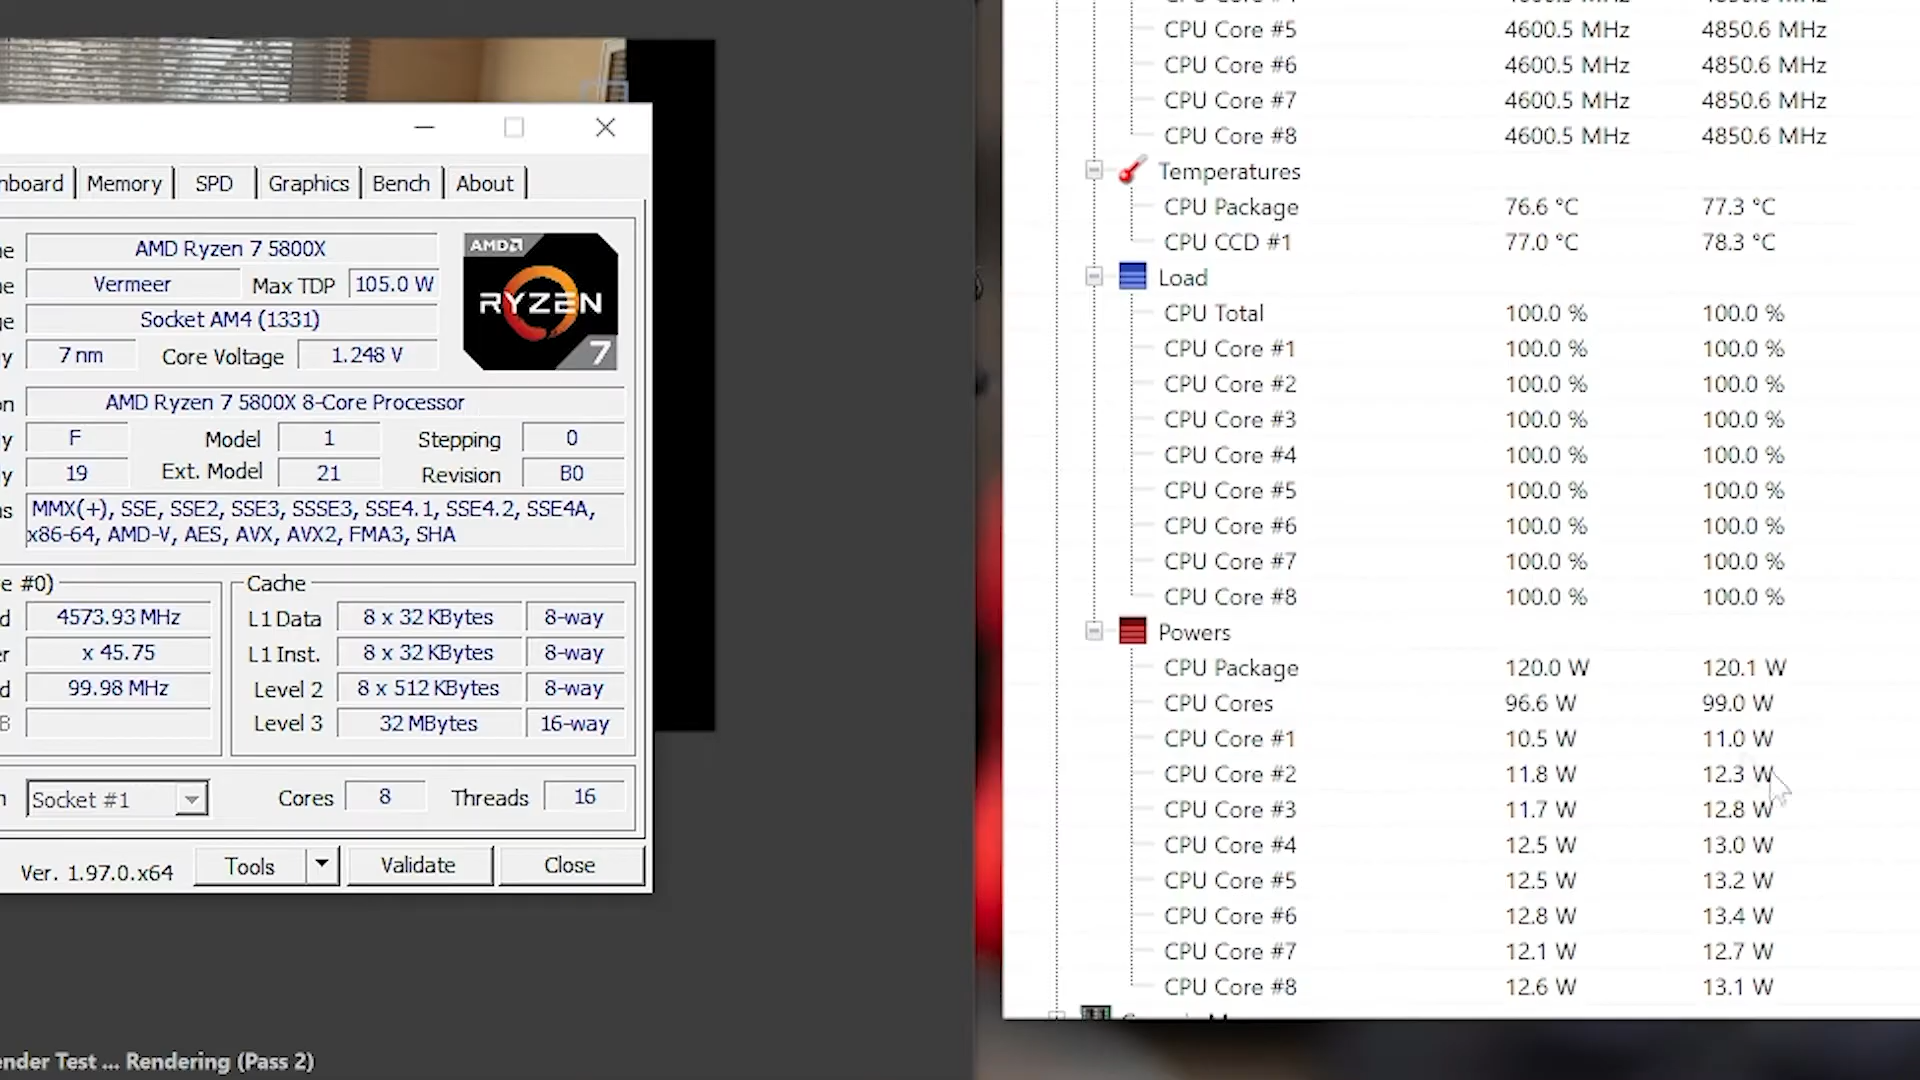 Memory SPD Graphics Bench About
AMD Ryzen 7 5800X
Vermeer Max TDP 105.0 W
Socket AM4 (1331)
7 nm Core Voltage 1.248 V
AMD
RYZEN
7
AMD Ryzen 7 5800X 8-Core Processor
F Model 1 Stepping 0
19 Ext. Model 21 Revision B0
MMX(+), SSE, SSE2, SSE3, SSSE3, SSE4.1, SSE4.2, SSE4A,
x86-64, AMD-V, AES, AVX, AVX2, FMA3, SHA
#0)
4573.93 MHz
x 45.75
99.98 MHz
Cache
L1 Data 8 x 32 KBytes 8-way
L1 Inst. 8 x 32 KBytes 8-way
Level 2 8 x 512 KBytes 8-way
Level 3 32 MBytes 16-way
Socket #1 Cores 8 Threads 16
Ver. 1.97.0.x64 Tools Validate Close
Test ... Rendering (Pass 2)
CPU Core #5 4600.5 MHz 4850.6 MHz
CPU Core #6 4600.5 MHz 4850.6 MHz
CPU Core #7 4600.5 MHz 4850.6 MHz
CPU Core #8 4600.5 MHz 4850.6 MHz
Temperatures
CPU Package 76.6 °C 77.3 °C
CPU CCD #1 77.0 °C 78.3 °C
Load
CPU Total 100.0 % 100.0 %
CPU Core #1 100.0 % 100.0 %
CPU Core #2 100.0 % 100.0 %
CPU Core #3 100.0 % 100.0 %
CPU Core #4 100.0 % 100.0 %
CPU Core #5 100.0 % 100.0 %
CPU Core #6 100.0 % 100.0 %
CPU Core #7 100.0 % 100.0 %
CPU Core #8 100.0 % 100.0 %
Powers
CPU Package 120.0 W 120.1 W
CPU Cores 96.6 W 99.0 W
CPU Core #1 10.5 W 11.0 W
CPU Core #2 11.8 W 12.3 W
CPU Core #3 11.7 W 12.8 W
CPU Core #4 12.5 W 13.0 W
CPU Core #5 12.5 W 13.2 W
CPU Core #6 12.8 W 13.4 W
CPU Core #7 12.1 W 12.7 W
CPU Core #8 12.6 W 13.1 W